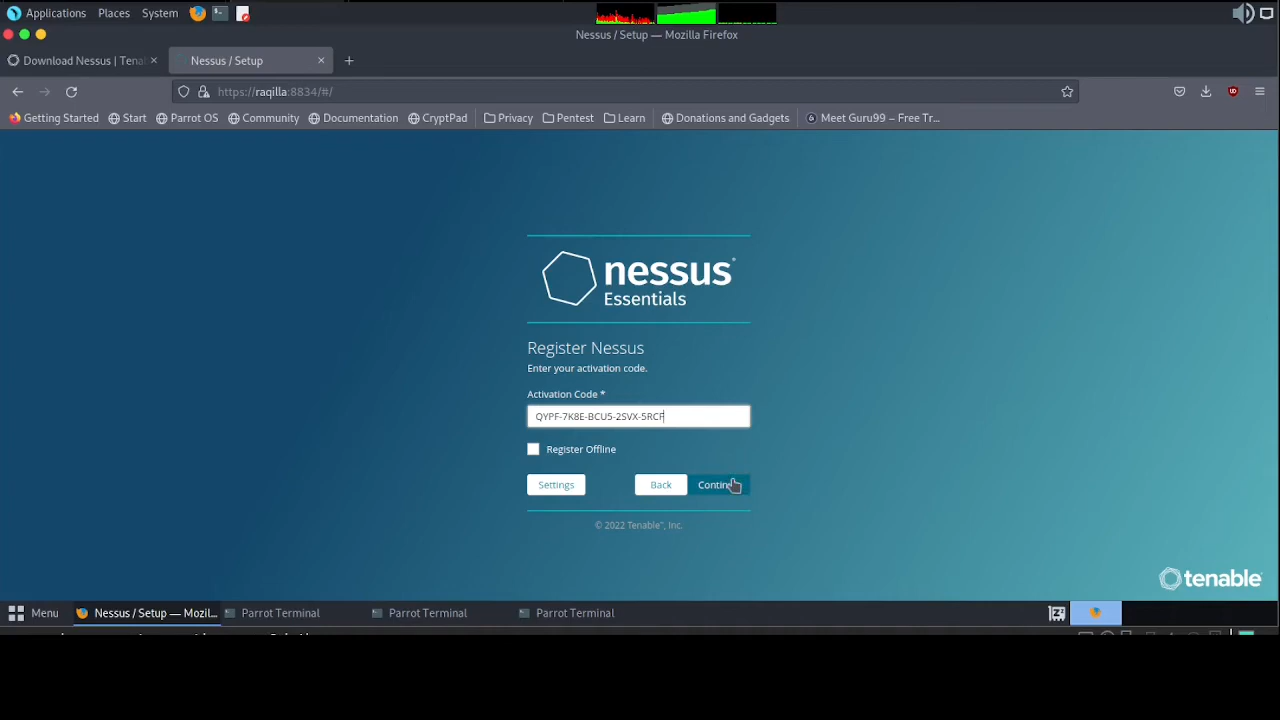 Applications Places System
Nessus / Setup — Mozilla Firefox
Download Nessus | Tena
Nessus / Setup
https://raqilla:8834/#/
Getting Started Start Parrot OS Community Documentation CryptPad Privacy Pentest Learn Donations and Gadgets Meet Guru99 – Free Tr...
nessus
Essentials
Register Nessus
Enter your activation code.
Activation Code *
QYPF-7K8E-BCU5-2SVX-5RCF
Register Offline
Settings Back Contin
© 2022 Tenable™, Inc.
tenable
Menu Nessus / Setup — Mozil... Parrot Terminal Parrot Terminal Parrot Terminal